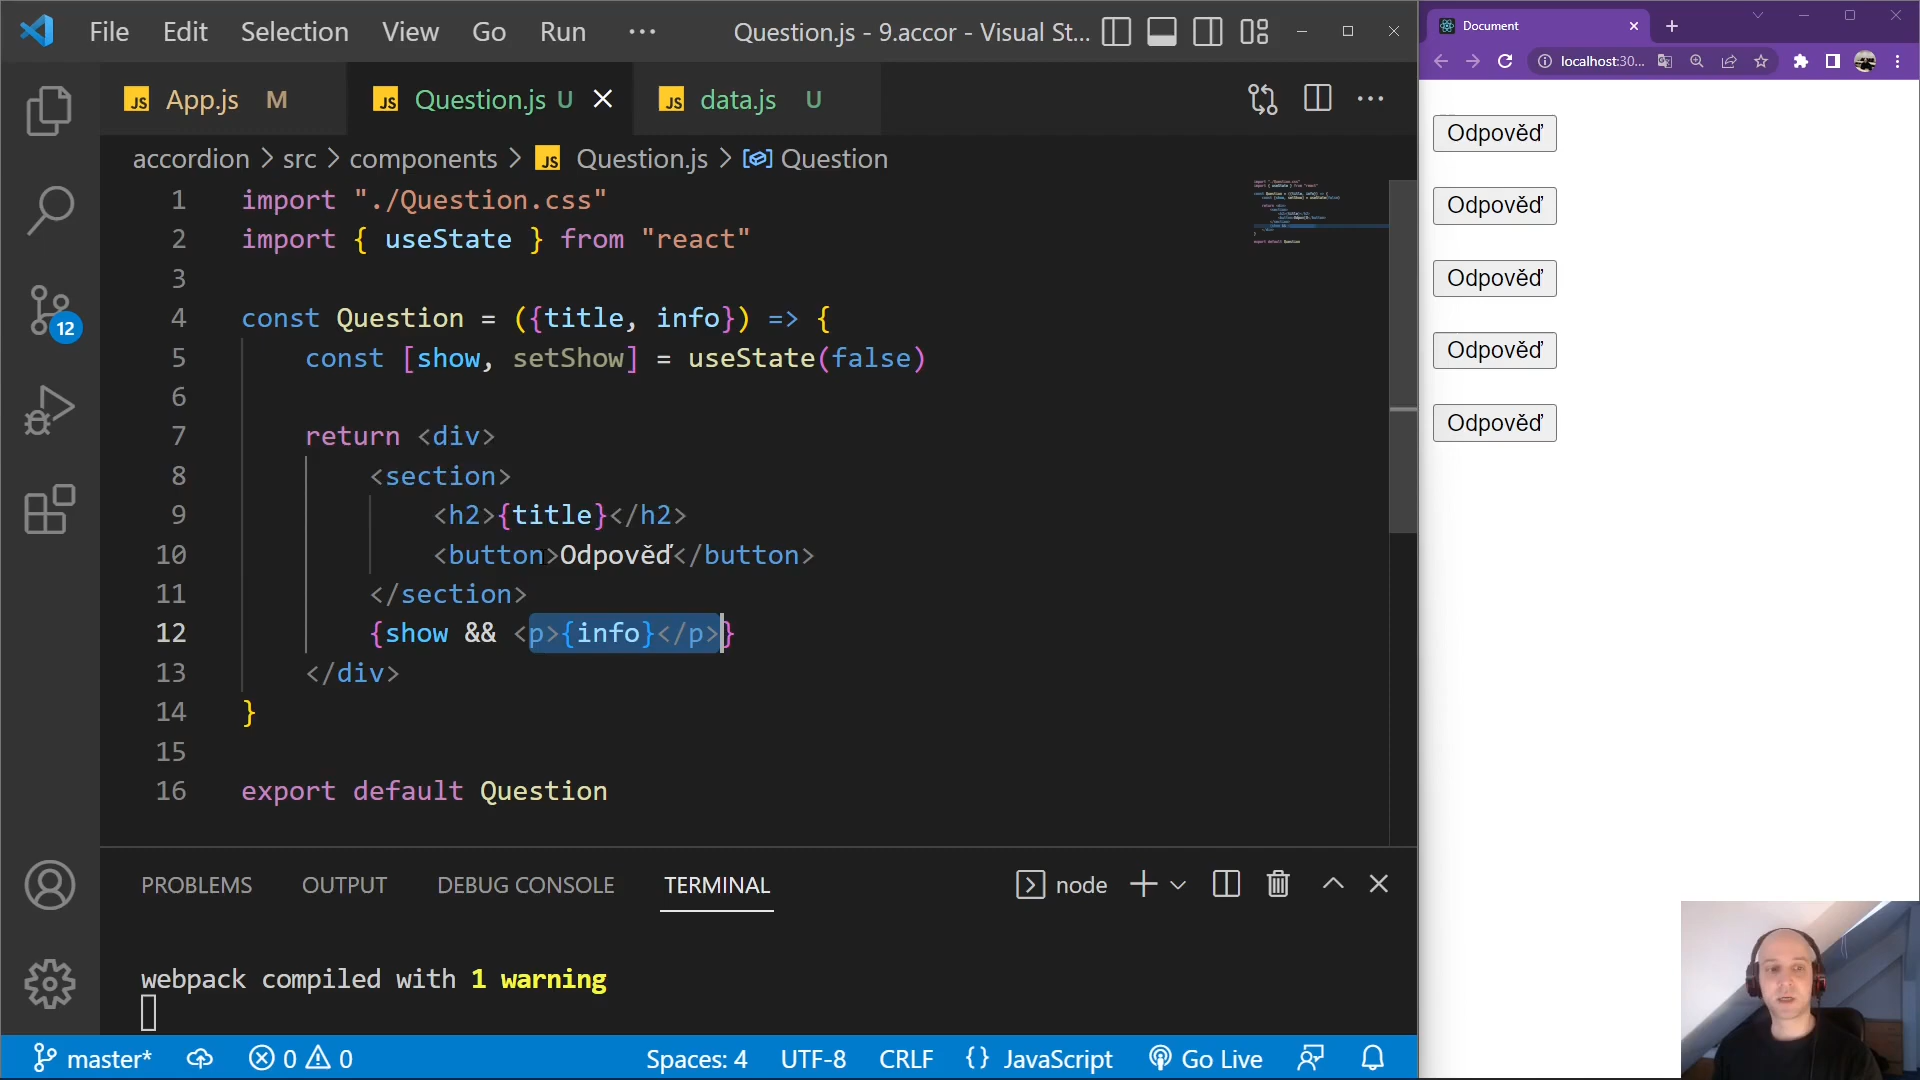 File Edit Selection View Go Run ··· Question.js - 9.accor - Visual St...
JS App.js M JS Question.js U JS data.js U
accordion > src > components > JS Question.js > Question
1 import "./Question.css"
2 import { useState } from "react"
3
4 const Question = ({title, info}) => {
5 const [show, setShow] = useState(false)
6
7 return <div>
8 <section>
9 <h2>{title}</h2>
10 <button>Odpověď</button>
11 </section>
12 {show && <p>{info}</p>}
13 </div>
14 }
15
16 export default Question
12
PROBLEMS OUTPUT DEBUG CONSOLE TERMINAL node
webpack compiled with 1 warning
master* 0 0 Spaces: 4 UTF-8 CRLF {} JavaScript Go Live
Document
localhost:30...
Odpověď
Odpověď
Odpověď
Odpověď
Odpověď